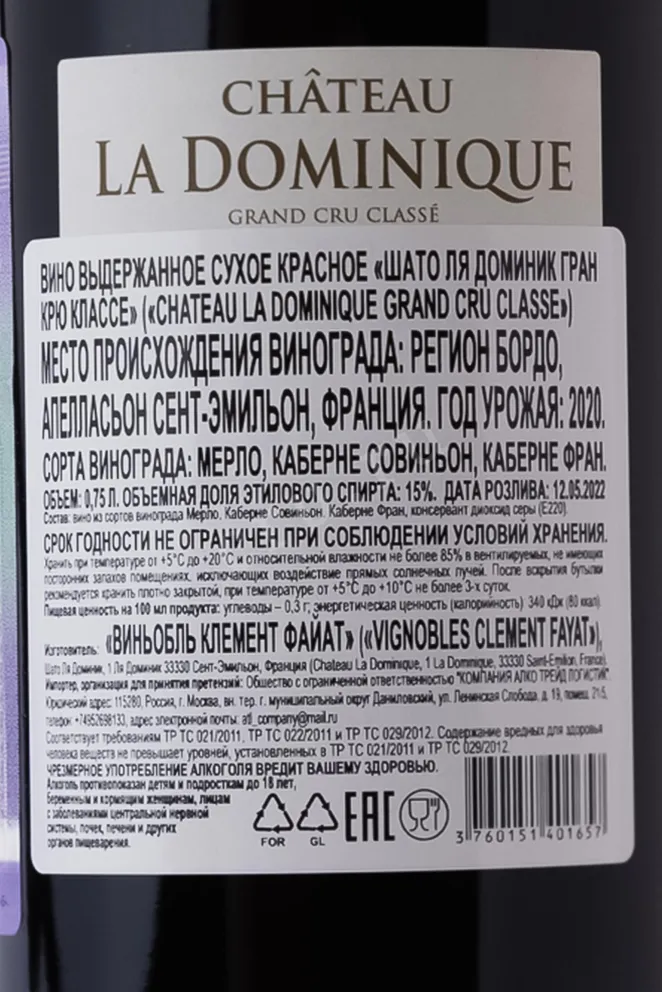 CHÂTEAU
LA DOMINIQUE
GRAND CRU CLASSÉ
ВИНО ВЫДЕРЖАННОЕ СУХОЕ КРАСНОЕ «ШАТО ЛЯ ДОМИНИК ГРАН
КРЮ КЛАССЕ» («CHATEAU LA DOMINIQUE GRAND CRU CLASSE»)
МЕСТО ПРОИСХОЖДЕНИЯ ВИНОГРАДА: РЕГИОН БОРДО,
АПЕЛЛАСЬОН СЕНТ-ЭМИЛЬОН, ФРАНЦИЯ. ГОД УРОЖАЯ: 2020.
СОРТА ВИНОГРАДА: МЕРЛО, КАБЕРНЕ СОВИНЬОН, КАБЕРНЕ ФРАН.
ОБЪЕМ: 0,75 Л. ОБЪЕМНАЯ ДОЛЯ ЭТИЛОВОГО СПИРТА: 15%. ДАТА РОЗЛИВА: 12.05.2022
Состав: вино из сортов винограда Мерло, Каберне Совиньон, Каберне Фран, консервант диоксид серы (Е220).
СРОК ГОДНОСТИ НЕ ОГРАНИЧЕН ПРИ СОБЛЮДЕНИИ УСЛОВИЙ ХРАНЕНИЯ.
Хранить при температуре от +5°С до +20°С и относительной влажности не более 85% в вентилируемых, не имеющих
посторонних запахов помещениях, исключающих воздействие прямых солнечных лучей. После вскрытия бутылки
рекомендуется хранить плотно закрытой, при температуре от +5°С до +10°С не более 3-х суток.
Пищевая ценность на 100 мл продукта: углеводы – 0,3 г; энергетическая ценность (калорийность) 340 кДж (80 ккал).
Изготовитель: «ВИНЬОБЛЬ КЛЕМЕНТ ФАЙАТ» («VIGNOBLES CLEMENT FAYAT»),
Шато Ля Доминик, 1 Ля Доминик 33330 Сент-Эмильон, Франция (Chateau La Dominique, 1 La Dominique, 33330 Saint-Emilion, France).
Импортер, организация для принятия претензий: Общество с ограниченной ответственностью "КОМПАНИЯ АЛКО ТРЕЙД ЛОГИСТИК".
Юридический адрес: 115280, Россия, г. Москва, вн. тер. г. муниципальный округ Даниловский, ул. Ленинская Слобода, д. 19, помещ. 21/5,
телефон +74952698133, адрес электронной почты: atl_company@mail.ru
Соответствует требованиям ТР ТС 021/2011, ТР ТС 022/2011 и ТР ТС 029/2012. Содержание вредных для здоровья
человека веществ не превышает уровней, установленных в ТР ТС 021/2011 и ТР ТС 029/2012.
ЧРЕЗМЕРНОЕ УПОТРЕБЛЕНИЕ АЛКОГОЛЯ ВРЕДИТ ВАШЕМУ ЗДОРОВЬЮ.
Алкоголь противопоказан детям и подросткам до 18 лет,
беременным и кормящим женщинам, лицам
с заболеваниями центральной нервной
системы, почек, печени и других
органов пищеварения.
FOR GL EAC
3 760151 401657